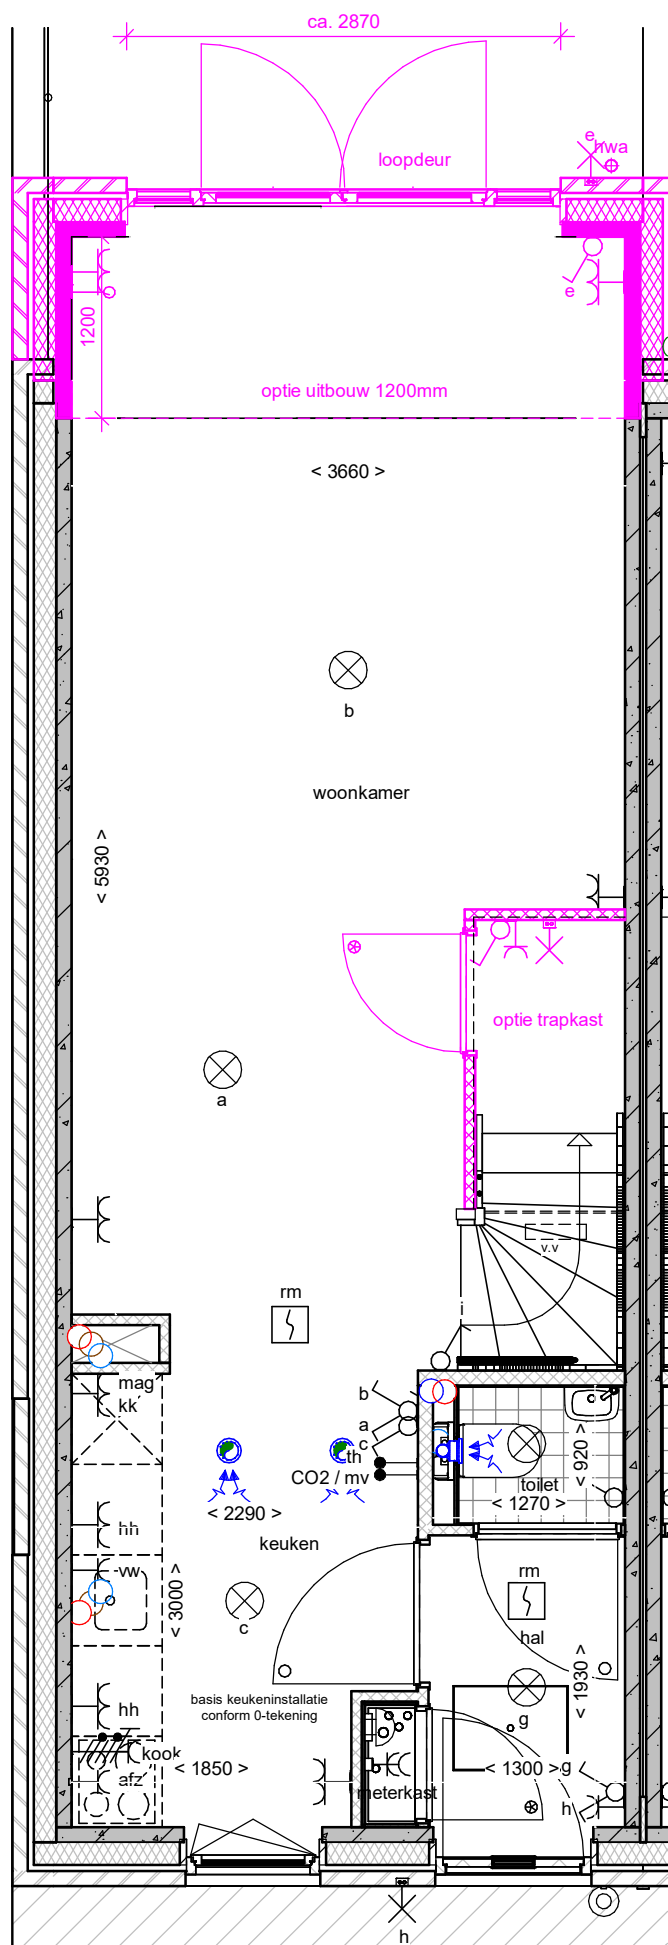 ca. 2870
loopdeur
e
hwa
e
1200
optie uitbouw 1200mm
< 3660 >
b
woonkamer
< 5930 >
optie trapkast
a
v.v
rm
i
mag
kk
b
a
c
th
CO2 / mv
< 920 >
toilet
< 1270 >
< 2290 >
hh
keuken
vw
< 3000 >
c
rm
hal
< 1930 >
basis keukeninstallatie
conform 0-tekening
hh
g
kook
afz
< 1850 >
meterkast
< 1300 >
g
h
h